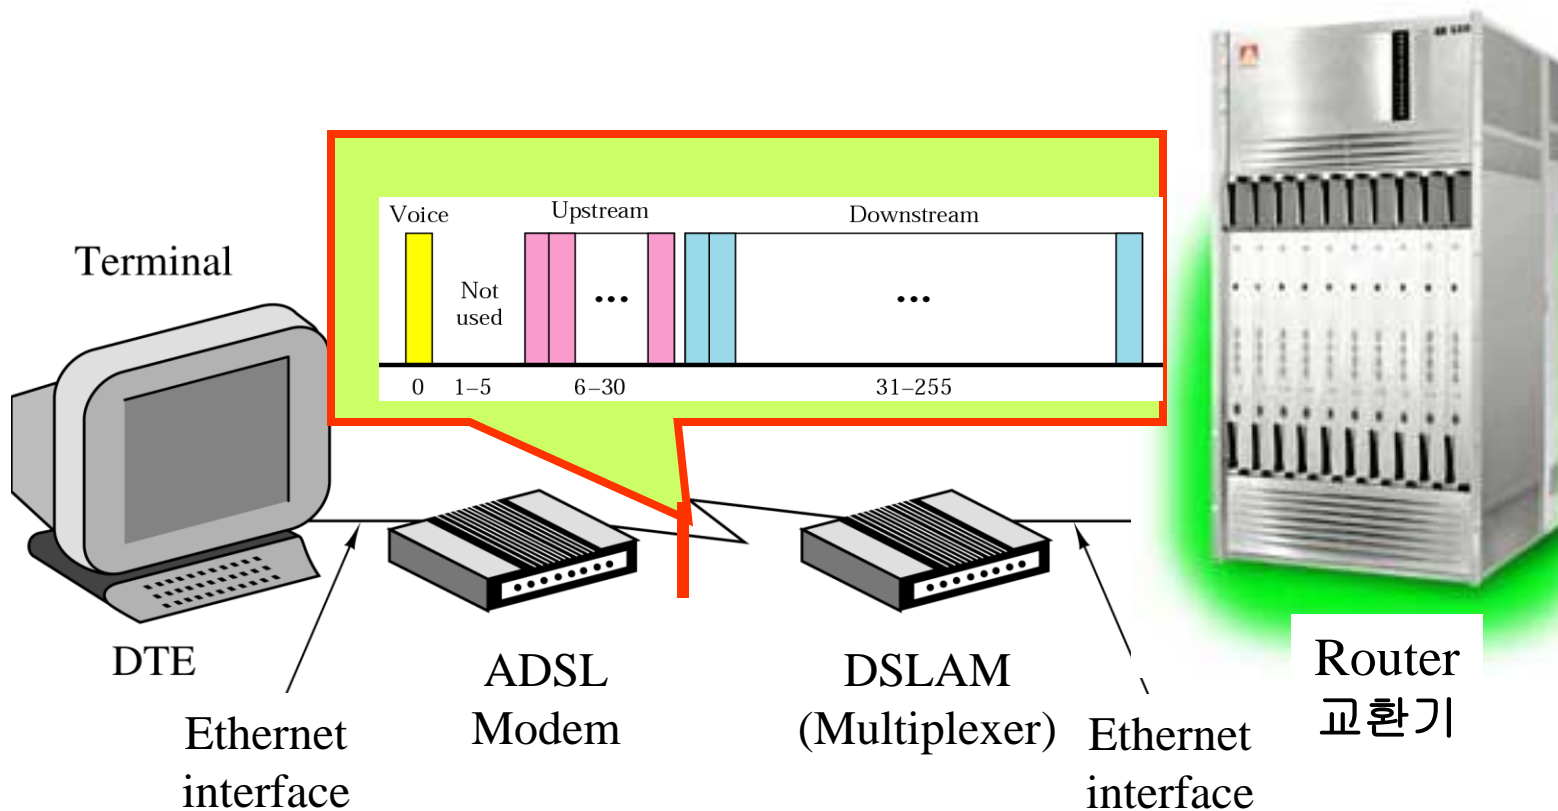 Voice
Upstream
Downstream
Terminal
Not
used
...
...
0
1–5
6–30
31–255
DTE
ADSL
Modem
DSLAM
(Multiplexer)
Router
교환기
Ethernet
interface
Ethernet
interface